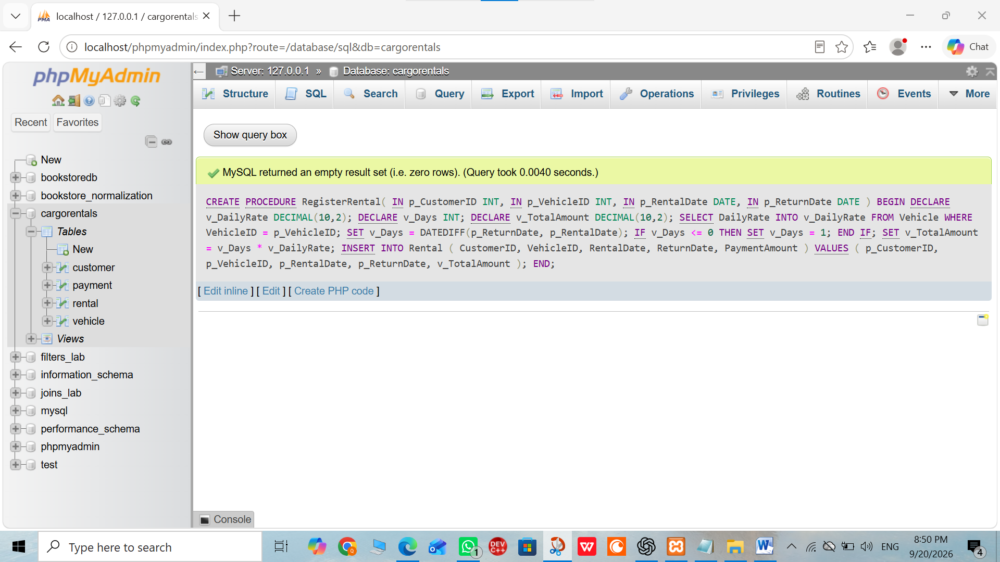 localhost / 127.0.0.1 / cargorentals
localhost/phpmyadmin/index.php?route=/database/sql&db=cargorentals
Chat
phpMyAdmin
Recent
Favorites
New
bookstoredb
bookstore_normalization
cargorentals
Tables
New
customer
payment
rental
vehicle
Views
filters_lab
information_schema
joins_lab
mysql
performance_schema
phpmyadmin
test
Server: 127.0.0.1 » Database: cargorentals
Structure SQL Search Query Export Import Operations Privileges Routines Events More
Show query box
MySQL returned an empty result set (i.e. zero rows). (Query took 0.0040 seconds.)
CREATE PROCEDURE RegisterRental( IN p_CustomerID INT, IN p_VehicleID INT, IN p_RentalDate DATE, IN p_ReturnDate DATE ) BEGIN DECLARE
v_DailyRate DECIMAL(10,2); DECLARE v_Days INT; DECLARE v_TotalAmount DECIMAL(10,2); SELECT DailyRate INTO v_DailyRate FROM Vehicle WHERE
VehicleID = p_VehicleID; SET v_Days = DATEDIFF(p_ReturnDate, p_RentalDate); IF v_Days <= 0 THEN SET v_Days = 1; END IF; SET v_TotalAmount
= v_Days * v_DailyRate; INSERT INTO Rental ( CustomerID, VehicleID, RentalDate, ReturnDate, PaymentAmount ) VALUES ( p_CustomerID,
p_VehicleID, p_RentalDate, p_ReturnDate, v_TotalAmount ); END;
[ Edit inline ] [ Edit ] [ Create PHP code ]
Console
Type here to search
ENG
8:50 PM
9/20/2026